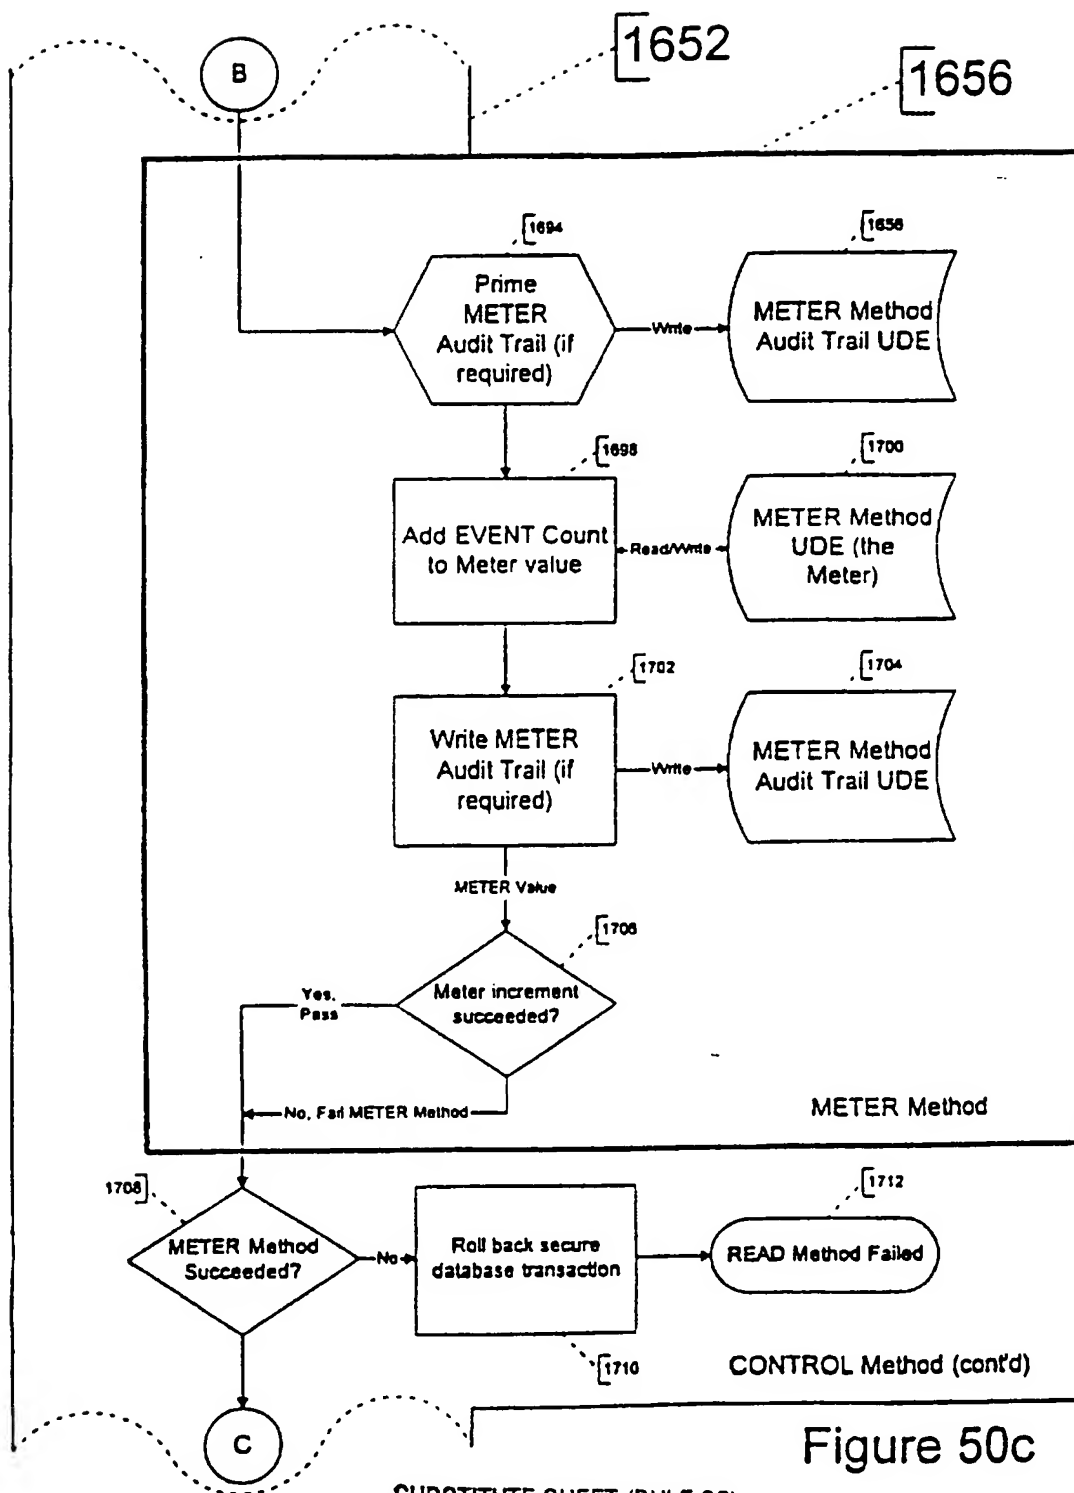 1652
B
1656
1694
Prime
METER
Audit Trail (if
required)
Write
1656
METER Method
Audit Trail UDE
1698
Add EVENT Count
to Meter value
Read/Write
1700
METER Method
UDE (the
Meter)
1702
Write METER
Audit Trail (if
required)
Write
1704
METER Method
Audit Trail UDE
METER Value
1706
Meter increment
succeeded?
Yes,
Pass
No, Fail METER Method
METER Method
1708
METER Method
Succeeded?
No
Roll back secure
database transaction
1710
1712
READ Method Failed
CONTROL Method (cont'd)
C
Figure 50c